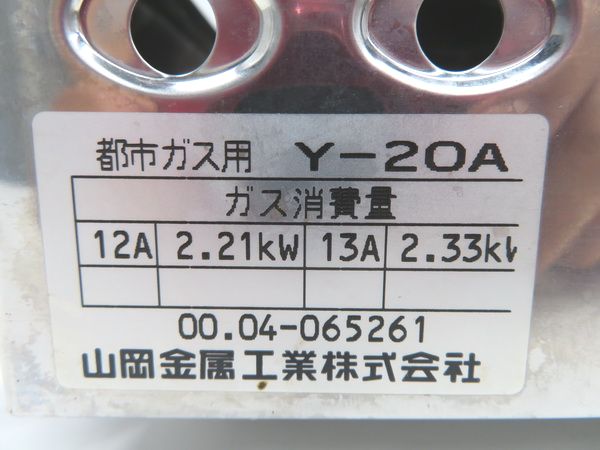 都市ガス用 Y-20A
ガス消費量
12A 2.21kW 13A 2.33kW
00.04-065261
山岡金属工業株式会社